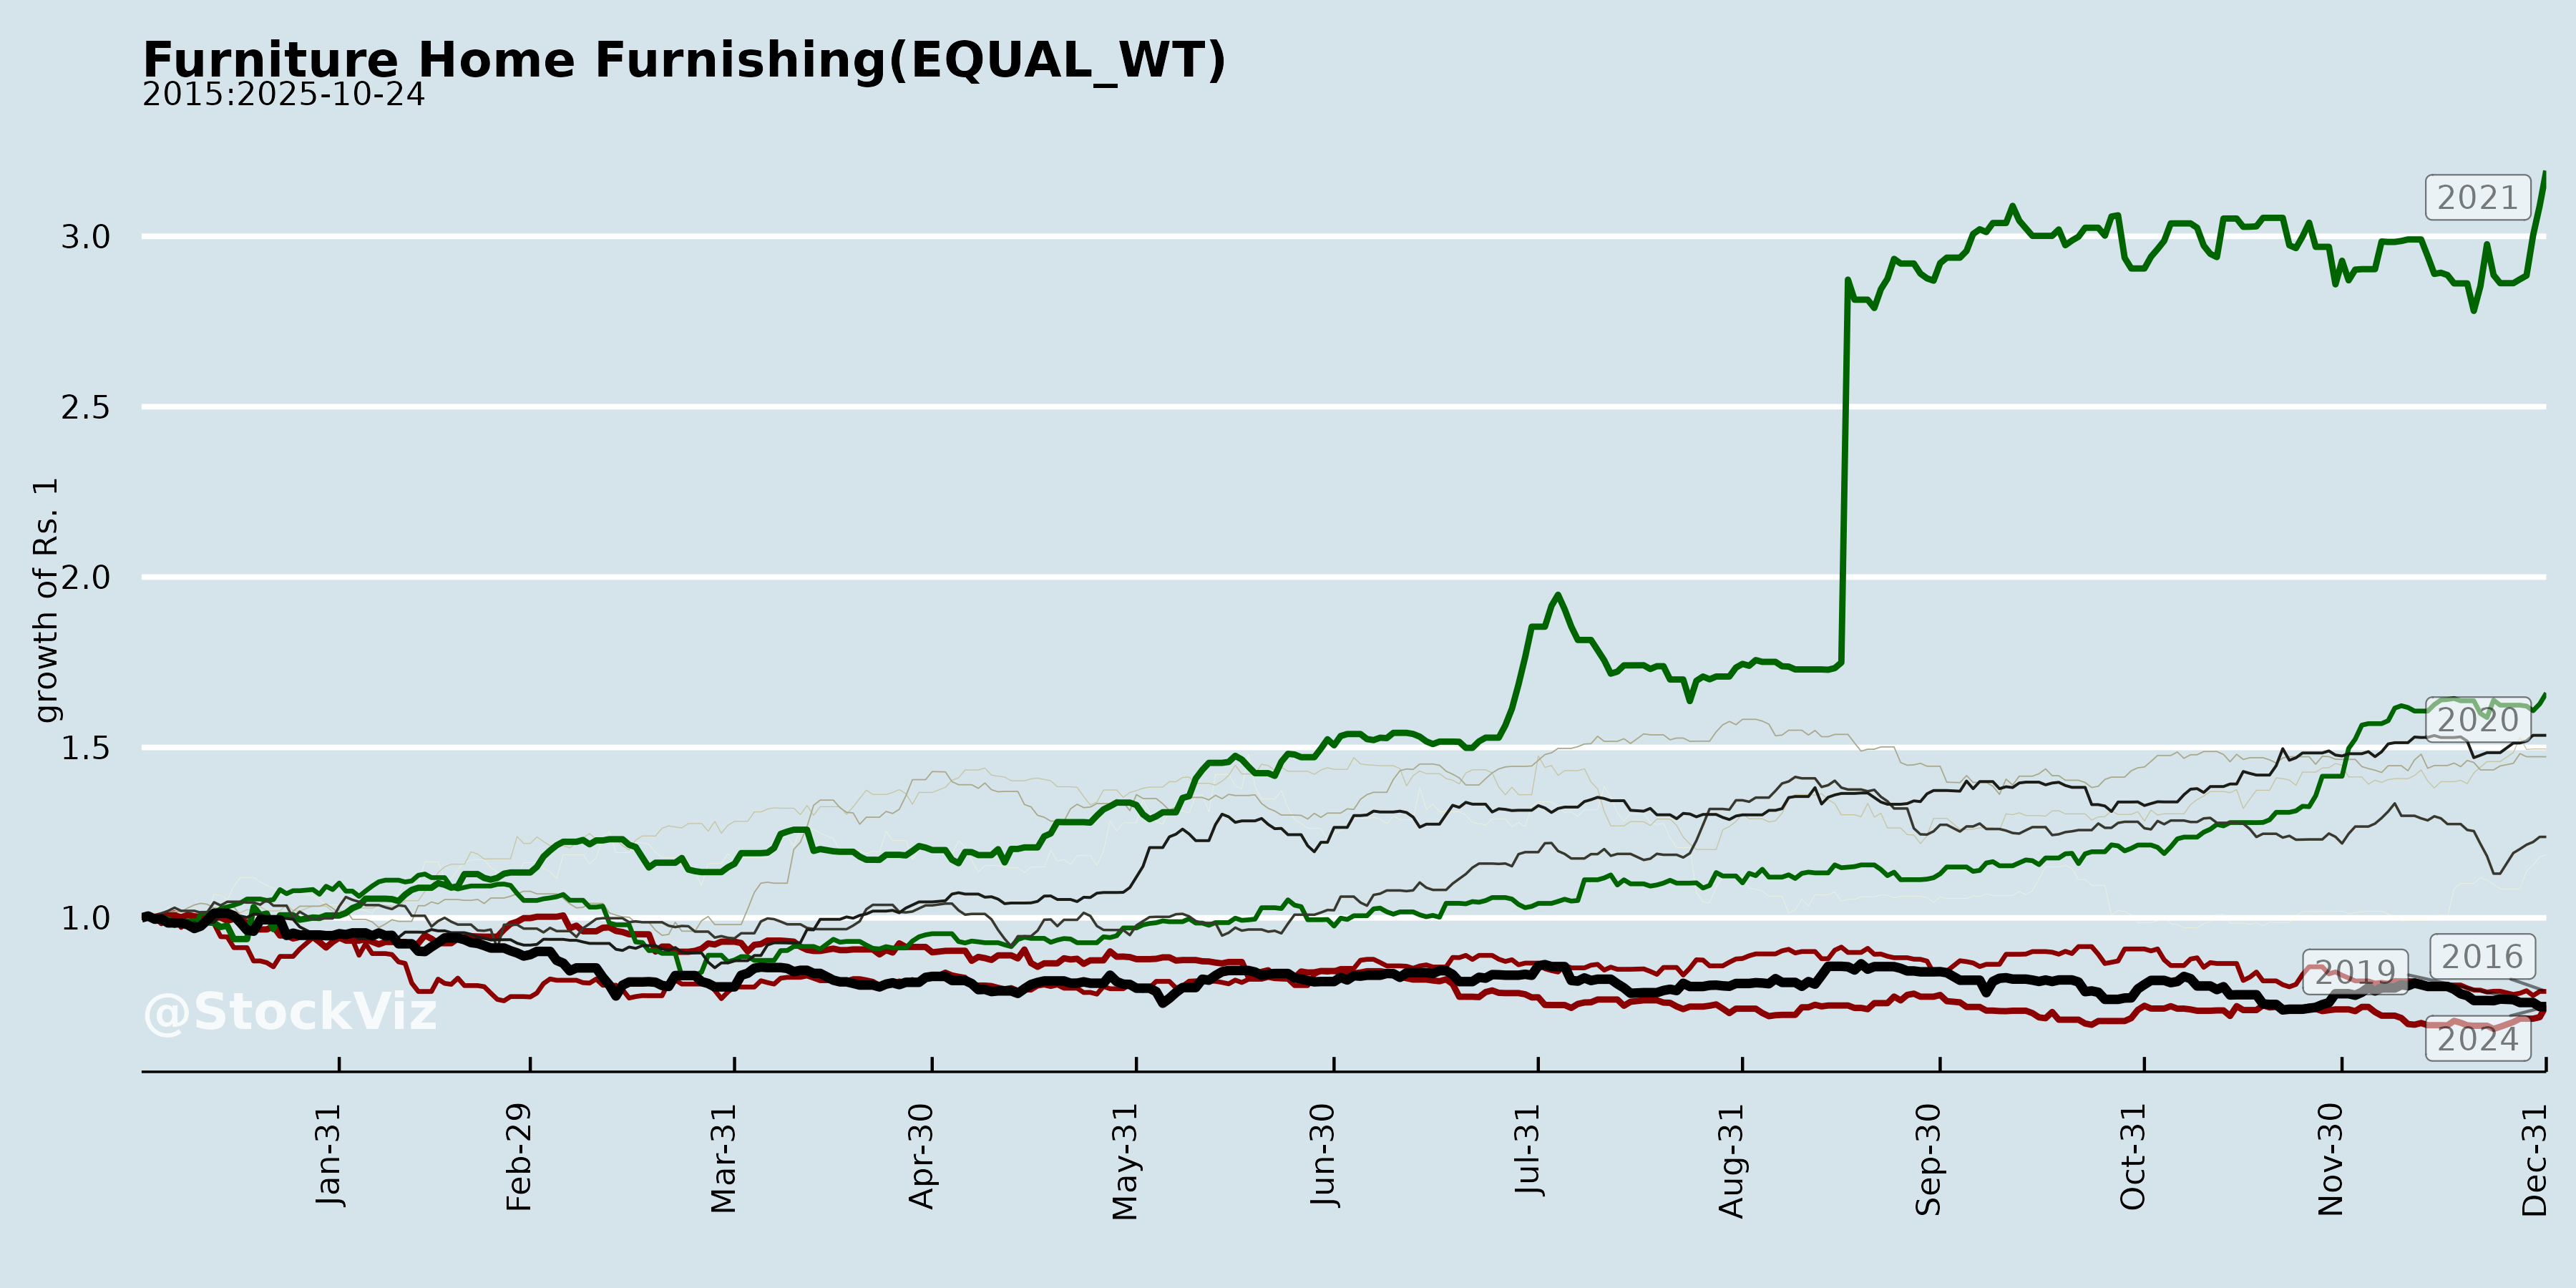 Furniture Home Furnishing(EQUAL_WT)
2015:2025-10-24
growth of Rs. 1
3.0
2.5
2.0
1.5
1.0
2021
2020
2019
2016
2024
@StockViz
Jan-31
Feb-29
Mar-31
Apr-30
May-31
Jun-30
Jul-31
Aug-31
Sep-30
Oct-31
Nov-30
Dec-31